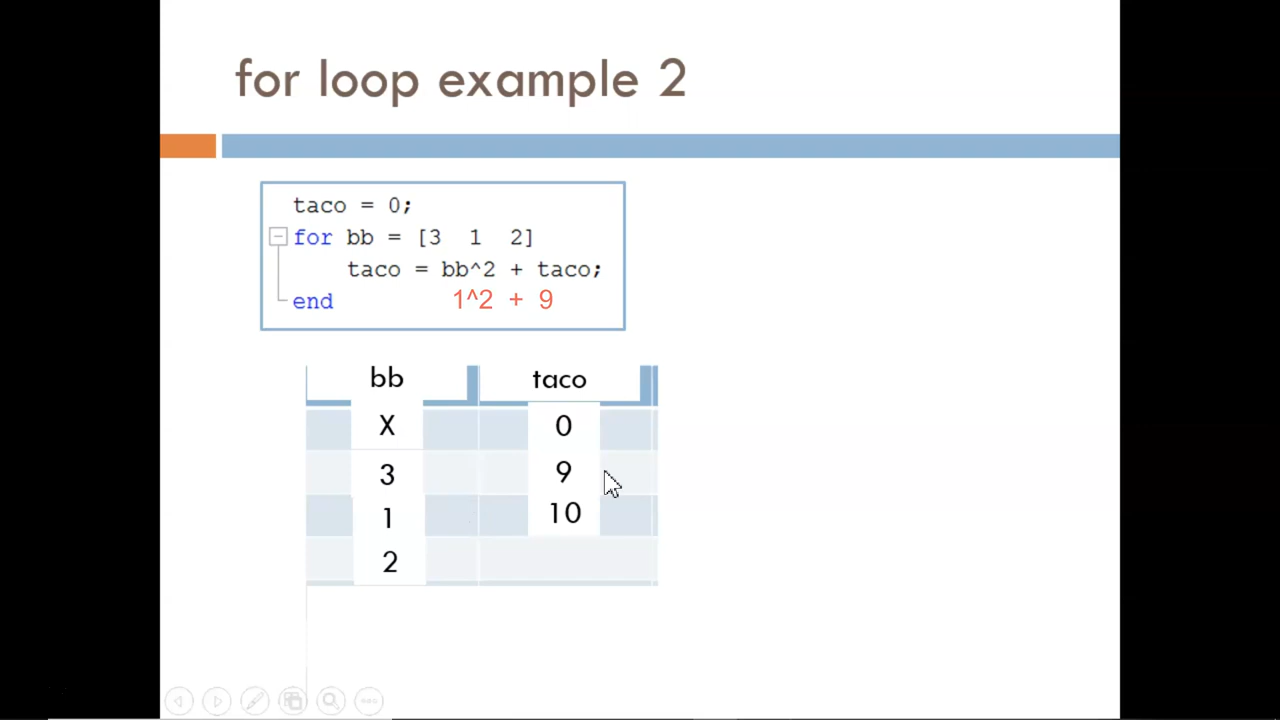 for loop example 2
taco = 0;
for bb = [3 1 2]
taco = bb^2 + taco;
end 1^2 + 9
bb taco
X 0
3 9
1 10
2